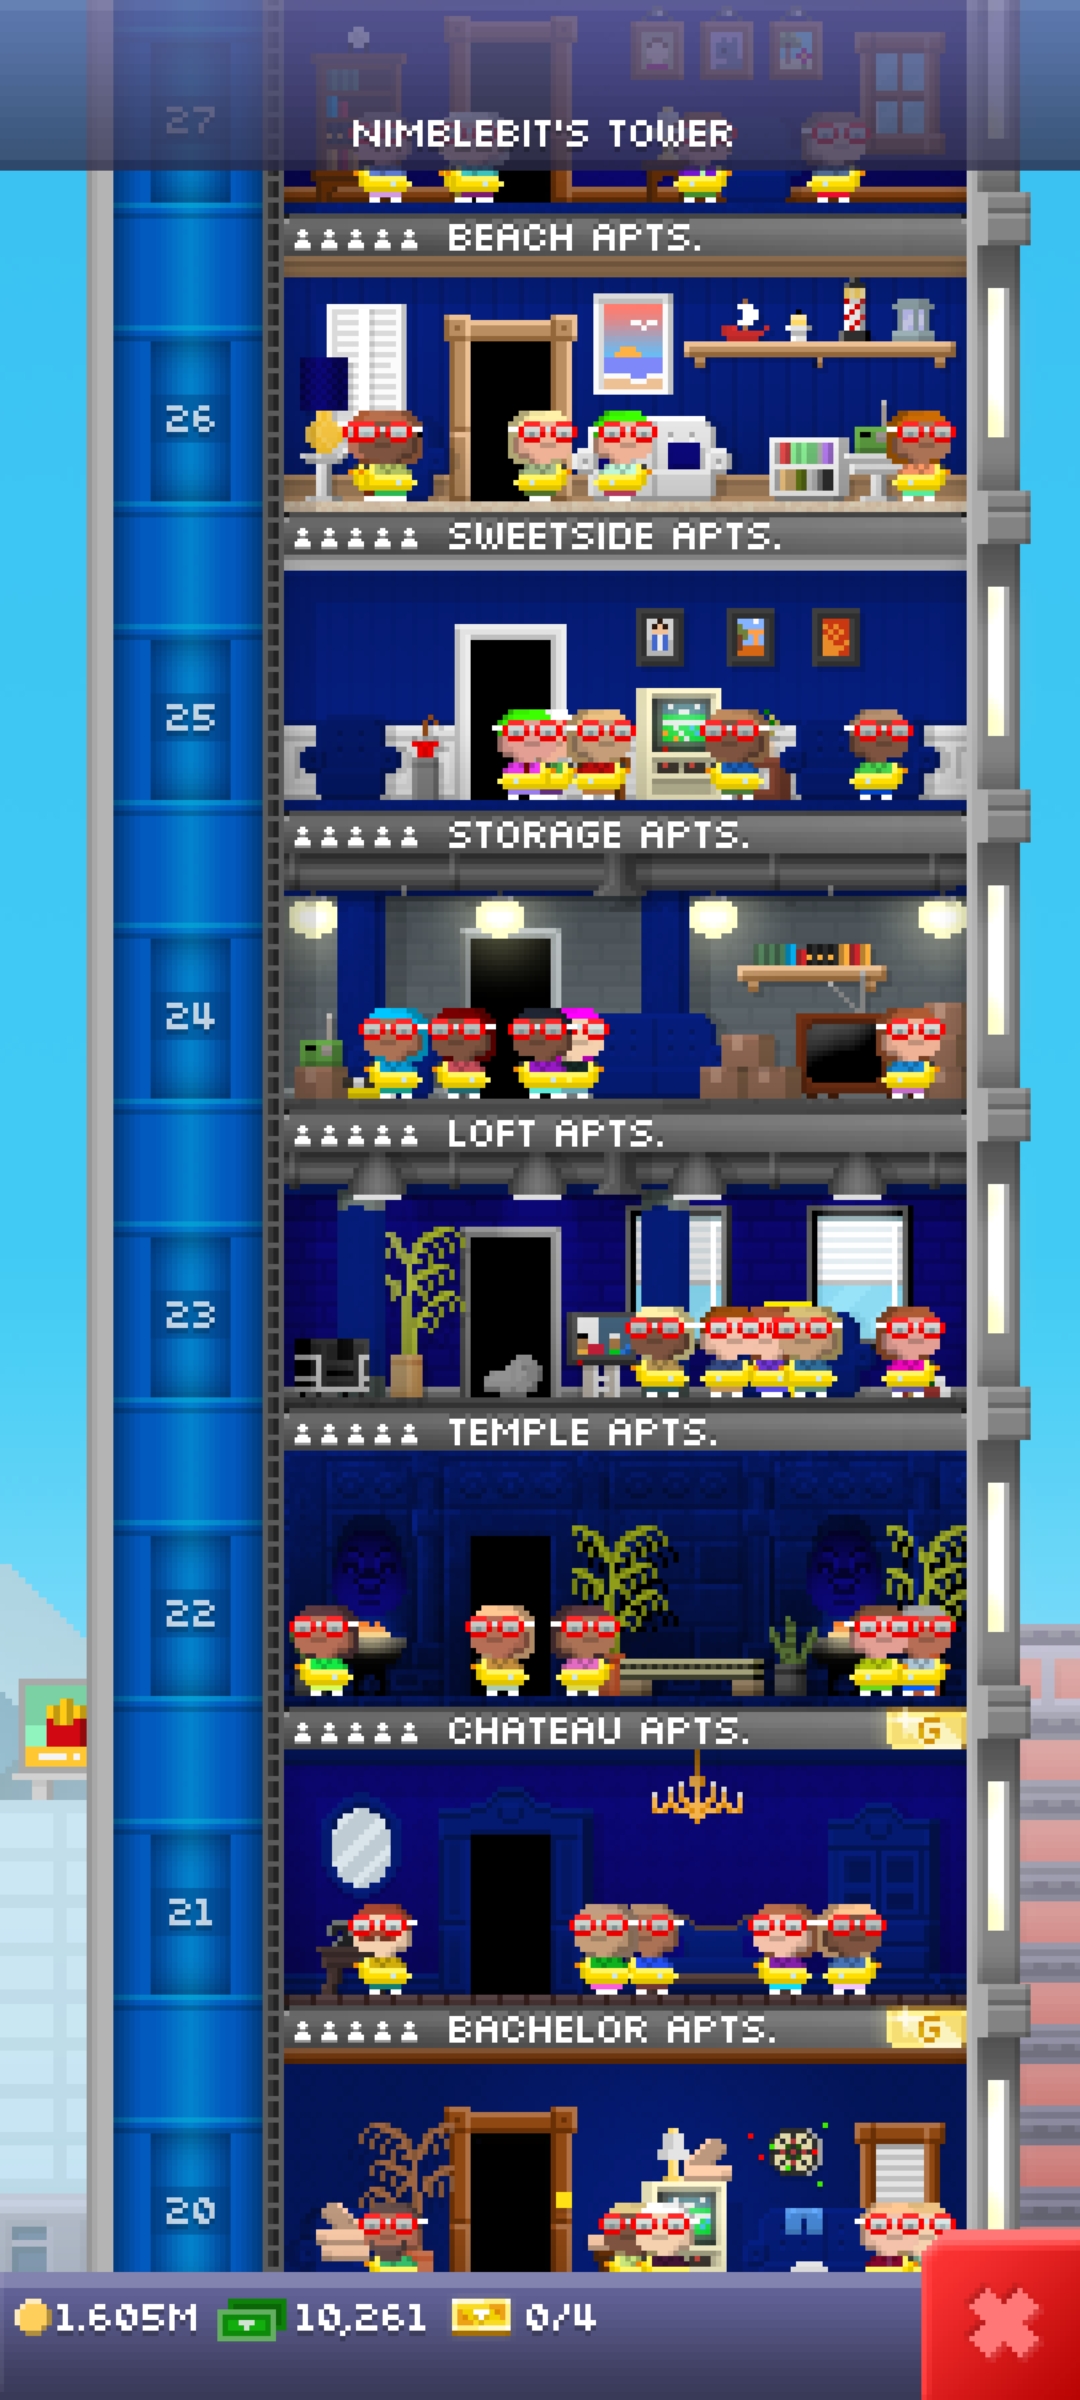 27
NIMBLEBIT'S TOWER
BEACH APTS.
26
SWEETSIDE APTS.
25
STORAGE APTS.
24
LOFT APTS.
23
TEMPLE APTS.
22
CHATEAU APTS. G
21
BACHELOR APTS. G
20
1.605M 10,261 0/4